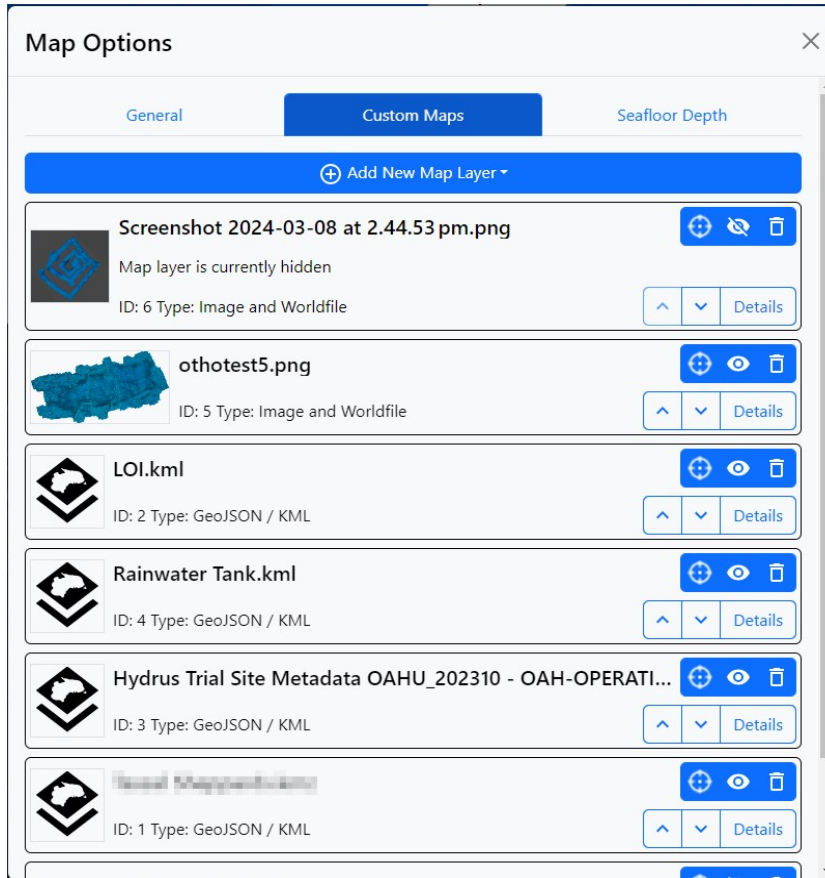 Map Options
General
Custom Maps
Seafloor Depth
Add New Map Layer
Screenshot 2024-03-08 at 2.44.53 pm.png
Map layer is currently hidden
ID: 6 Type: Image and Worldfile
Details
othotest5.png
ID: 5 Type: Image and Worldfile
Details
LOI.kml
ID: 2 Type: GeoJSON / KML
Details
Rainwater Tank.kml
ID: 4 Type: GeoJSON / KML
Details
Hydrus Trial Site Metadata OAHU_202310 - OAH-OPERATI...
ID: 3 Type: GeoJSON / KML
Details
ID: 1 Type: GeoJSON / KML
Details